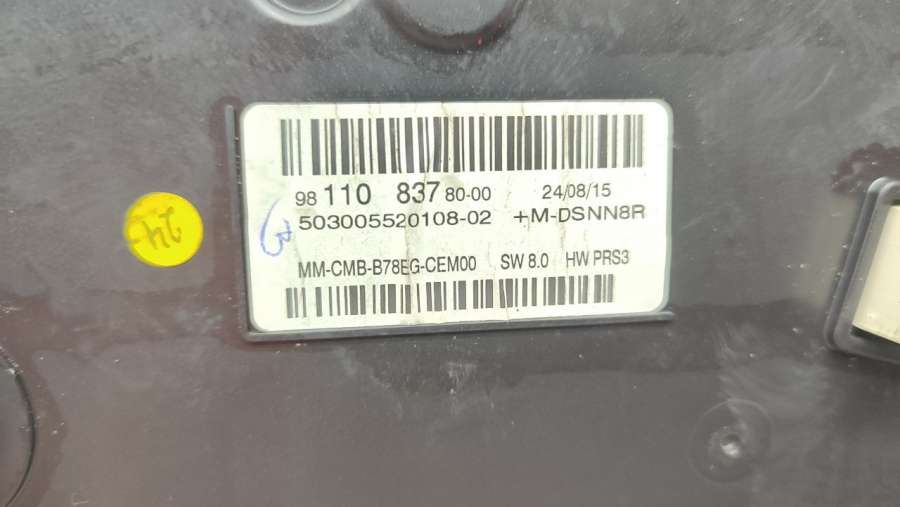 98 110 837 80-00 24/08/15
503005520108-02 +M-DSNN8R
MM-CMB-B78EG-CEM00 SW 8.0 HW PRS3
24